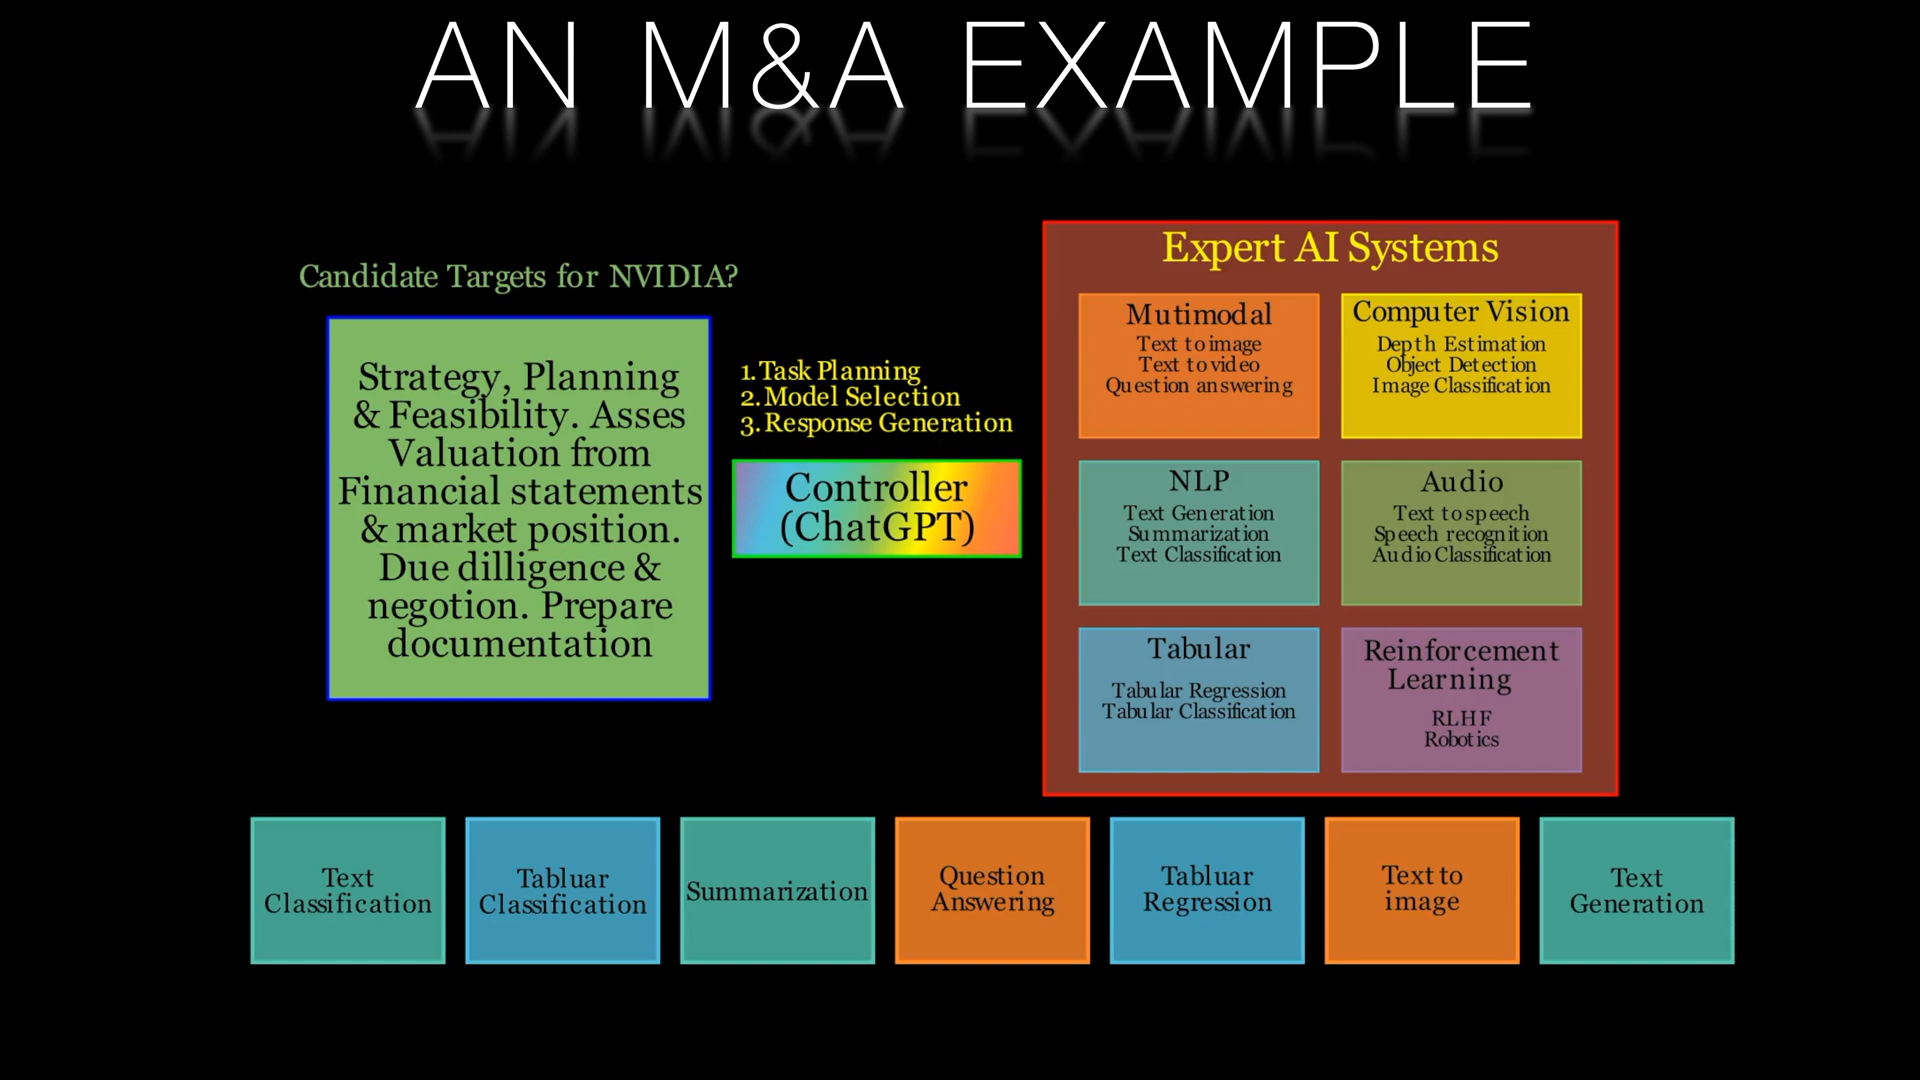 AN M&A EXAMPLE
Candidate Targets for NVIDIA?
Strategy, Planning
& Feasibility. Asses
Valuation from
Financial statements
& market position.
Due dilligence &
negotion. Prepare
documentation
1. Task Planning
2. Model Selection
3. Response Generation
Controller
(ChatGPT)
Expert AI Systems
Mutimodal
Text to image
Text to video
Question answering
Computer Vision
Depth Estimation
Object Detection
Image Classification
NLP
Text Generation
Summarization
Text Classification
Audio
Text to speech
Speech recognition
Audio Classification
Tabular
Tabular Regression
Tabular Classification
Reinforcement
Learning
RLHF
Robotics
Text
Classification
Tabluar
Classification
Summarization
Question
Answering
Tabluar
Regression
Text to
image
Text
Generation